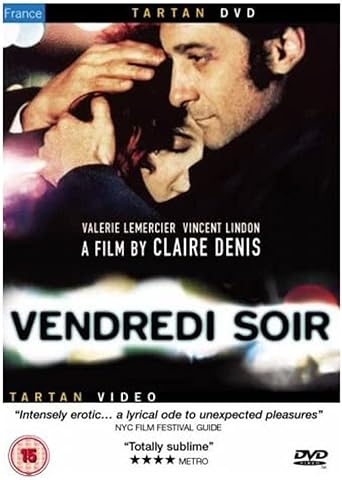 France
TARTAN DVD
VALERIE LEMERCIER VINCENT LINDON
A FILM BY CLAIRE DENIS
VENDREDI SOIR
TARTAN VIDEO
“Intensely erotic... a lyrical ode to unexpected pleasures”
NYC FILM FESTIVAL GUIDE
“Totally sublime”
★★★★ METRO
15
DVD
VIDEO